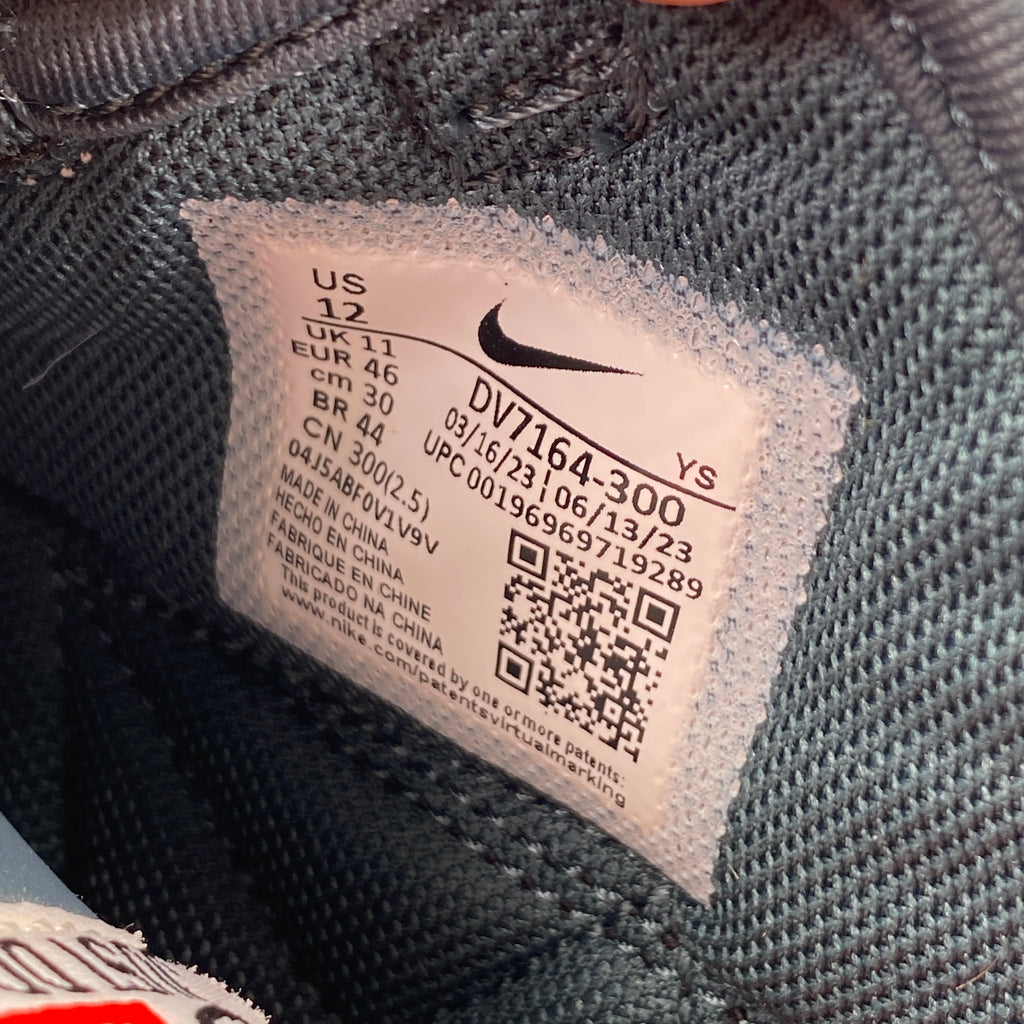 US
12
UK 11
EUR 46
cm 30
BR 44
CN 300(2.5)
04J5ABF0V1V9V
MADE IN CHINA
HECHO EN CHINA
FABRIQUE EN CHINE
FABRICADO NA CHINA
This product is covered by one or more patents:
www.nike.com/patentsvirtualmarking
DV7164-300
YS
03/16/23 | 06/13/23
UPC 00196969719289